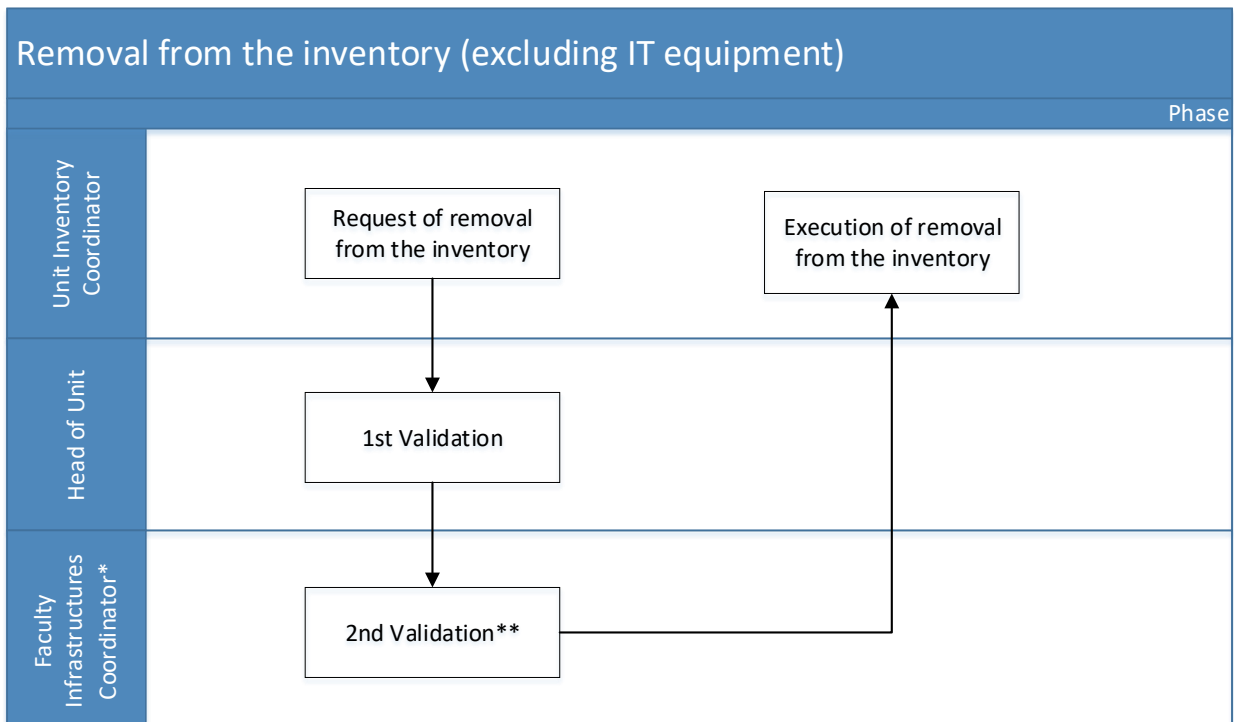 Removal from the inventory (excluding IT equipment)
Phase
Unit Inventory
Coordinator
Request of removal
from the inventory
Execution of removal
from the inventory
Head of Unit
1st Validation
Faculty
Infrastructures
Coordinator*
2nd Validation**